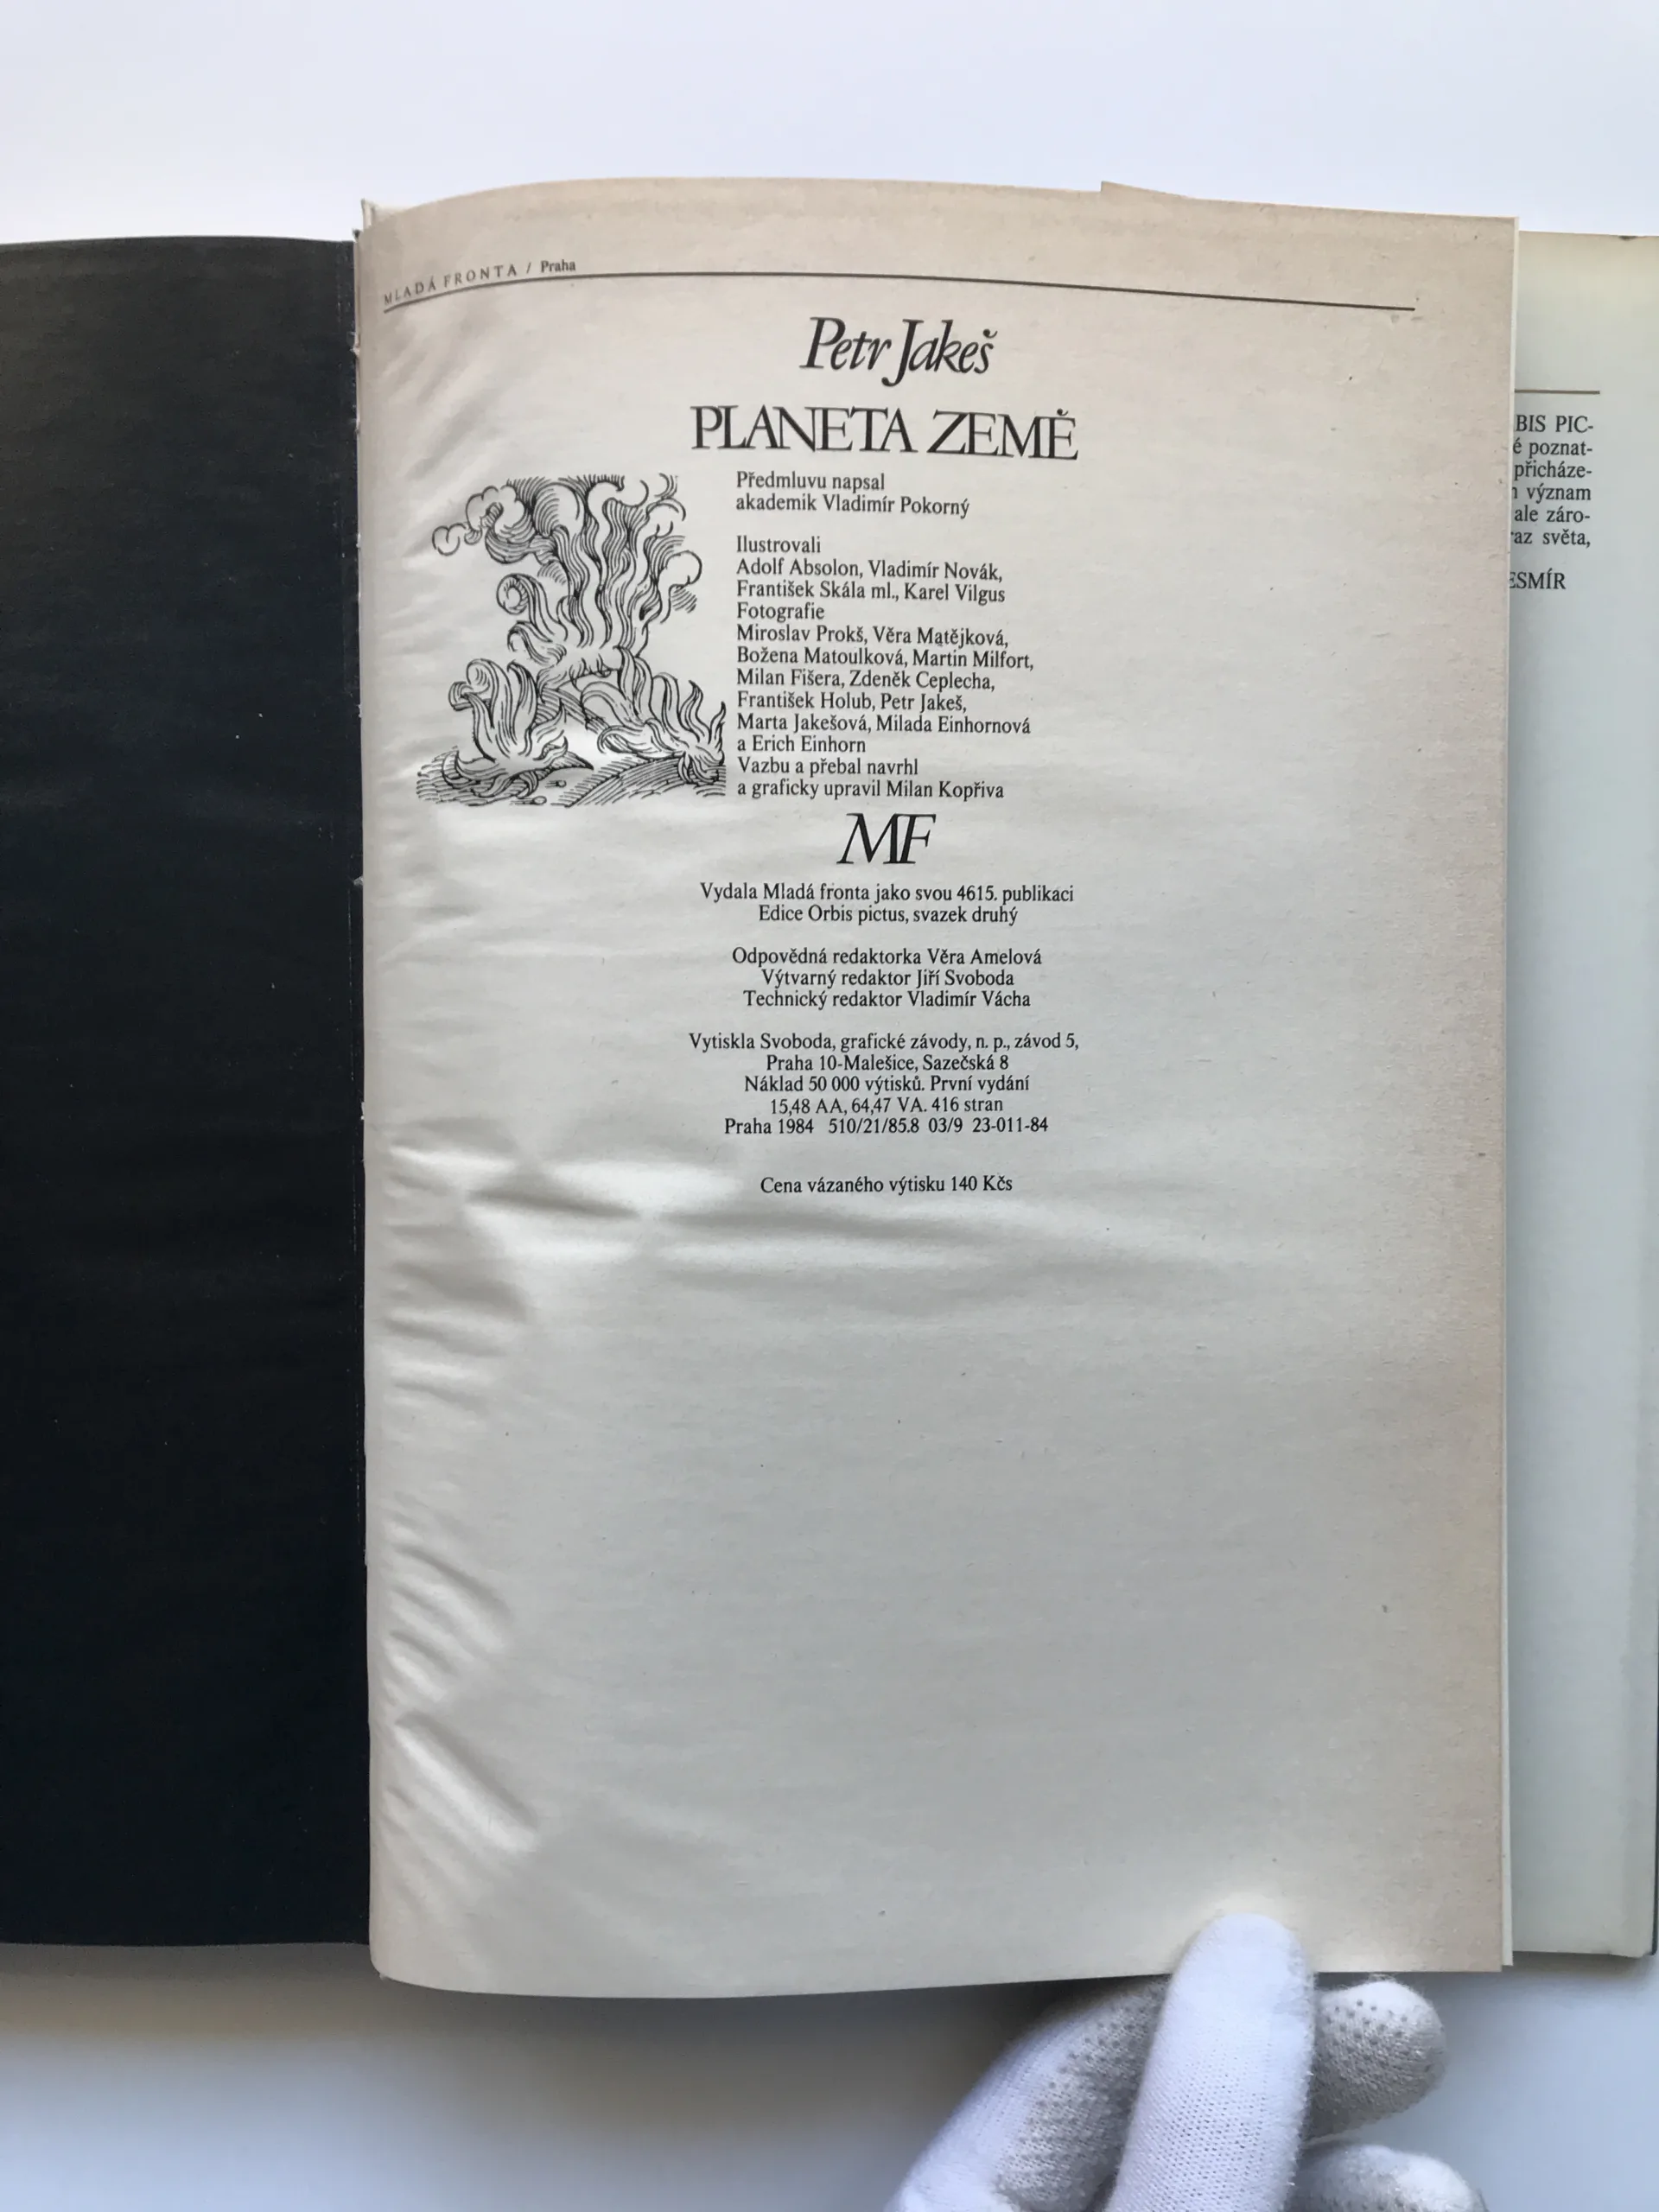 MLADÁ FRONTA / Praha
Petr Jakeš
PLANETA ZEMĚ
Předmluvu napsal
akademik Vladimír Pokorný
Ilustrovali
Adolf Absolon, Vladimír Novák,
František Skála ml., Karel Vilgus
Fotografie
Miroslav Prokš, Věra Matějková,
Božena Matoulková, Martin Milfort,
Milan Fišera, Zdeněk Ceplecha,
František Holub, Petr Jakeš,
Marta Jakešová, Milada Einhornová
a Erich Einhorn
Vazbu a přebal navrhl
a graficky upravil Milan Kopřiva
MF
Vydala Mladá fronta jako svou 4615. publikaci
Edice Orbis pictus, svazek druhý
Odpovědná redaktorka Věra Amelová
Výtvarný redaktor Jiří Svoboda
Technický redaktor Vladimír Vácha
Vytiskla Svoboda, grafické závody, n. p., závod 5,
Praha 10-Malešice, Sazečská 8
Náklad 50 000 výtisků. První vydání
15,48 AA, 64,47 VA. 416 stran
Praha 1984 510/21/85.8 03/9 23-011-84
Cena vázaného výtisku 140 Kčs
BIS PIC-
é poznat-
přicháze-
význam
ale záro-
az světa,
ESMÍR